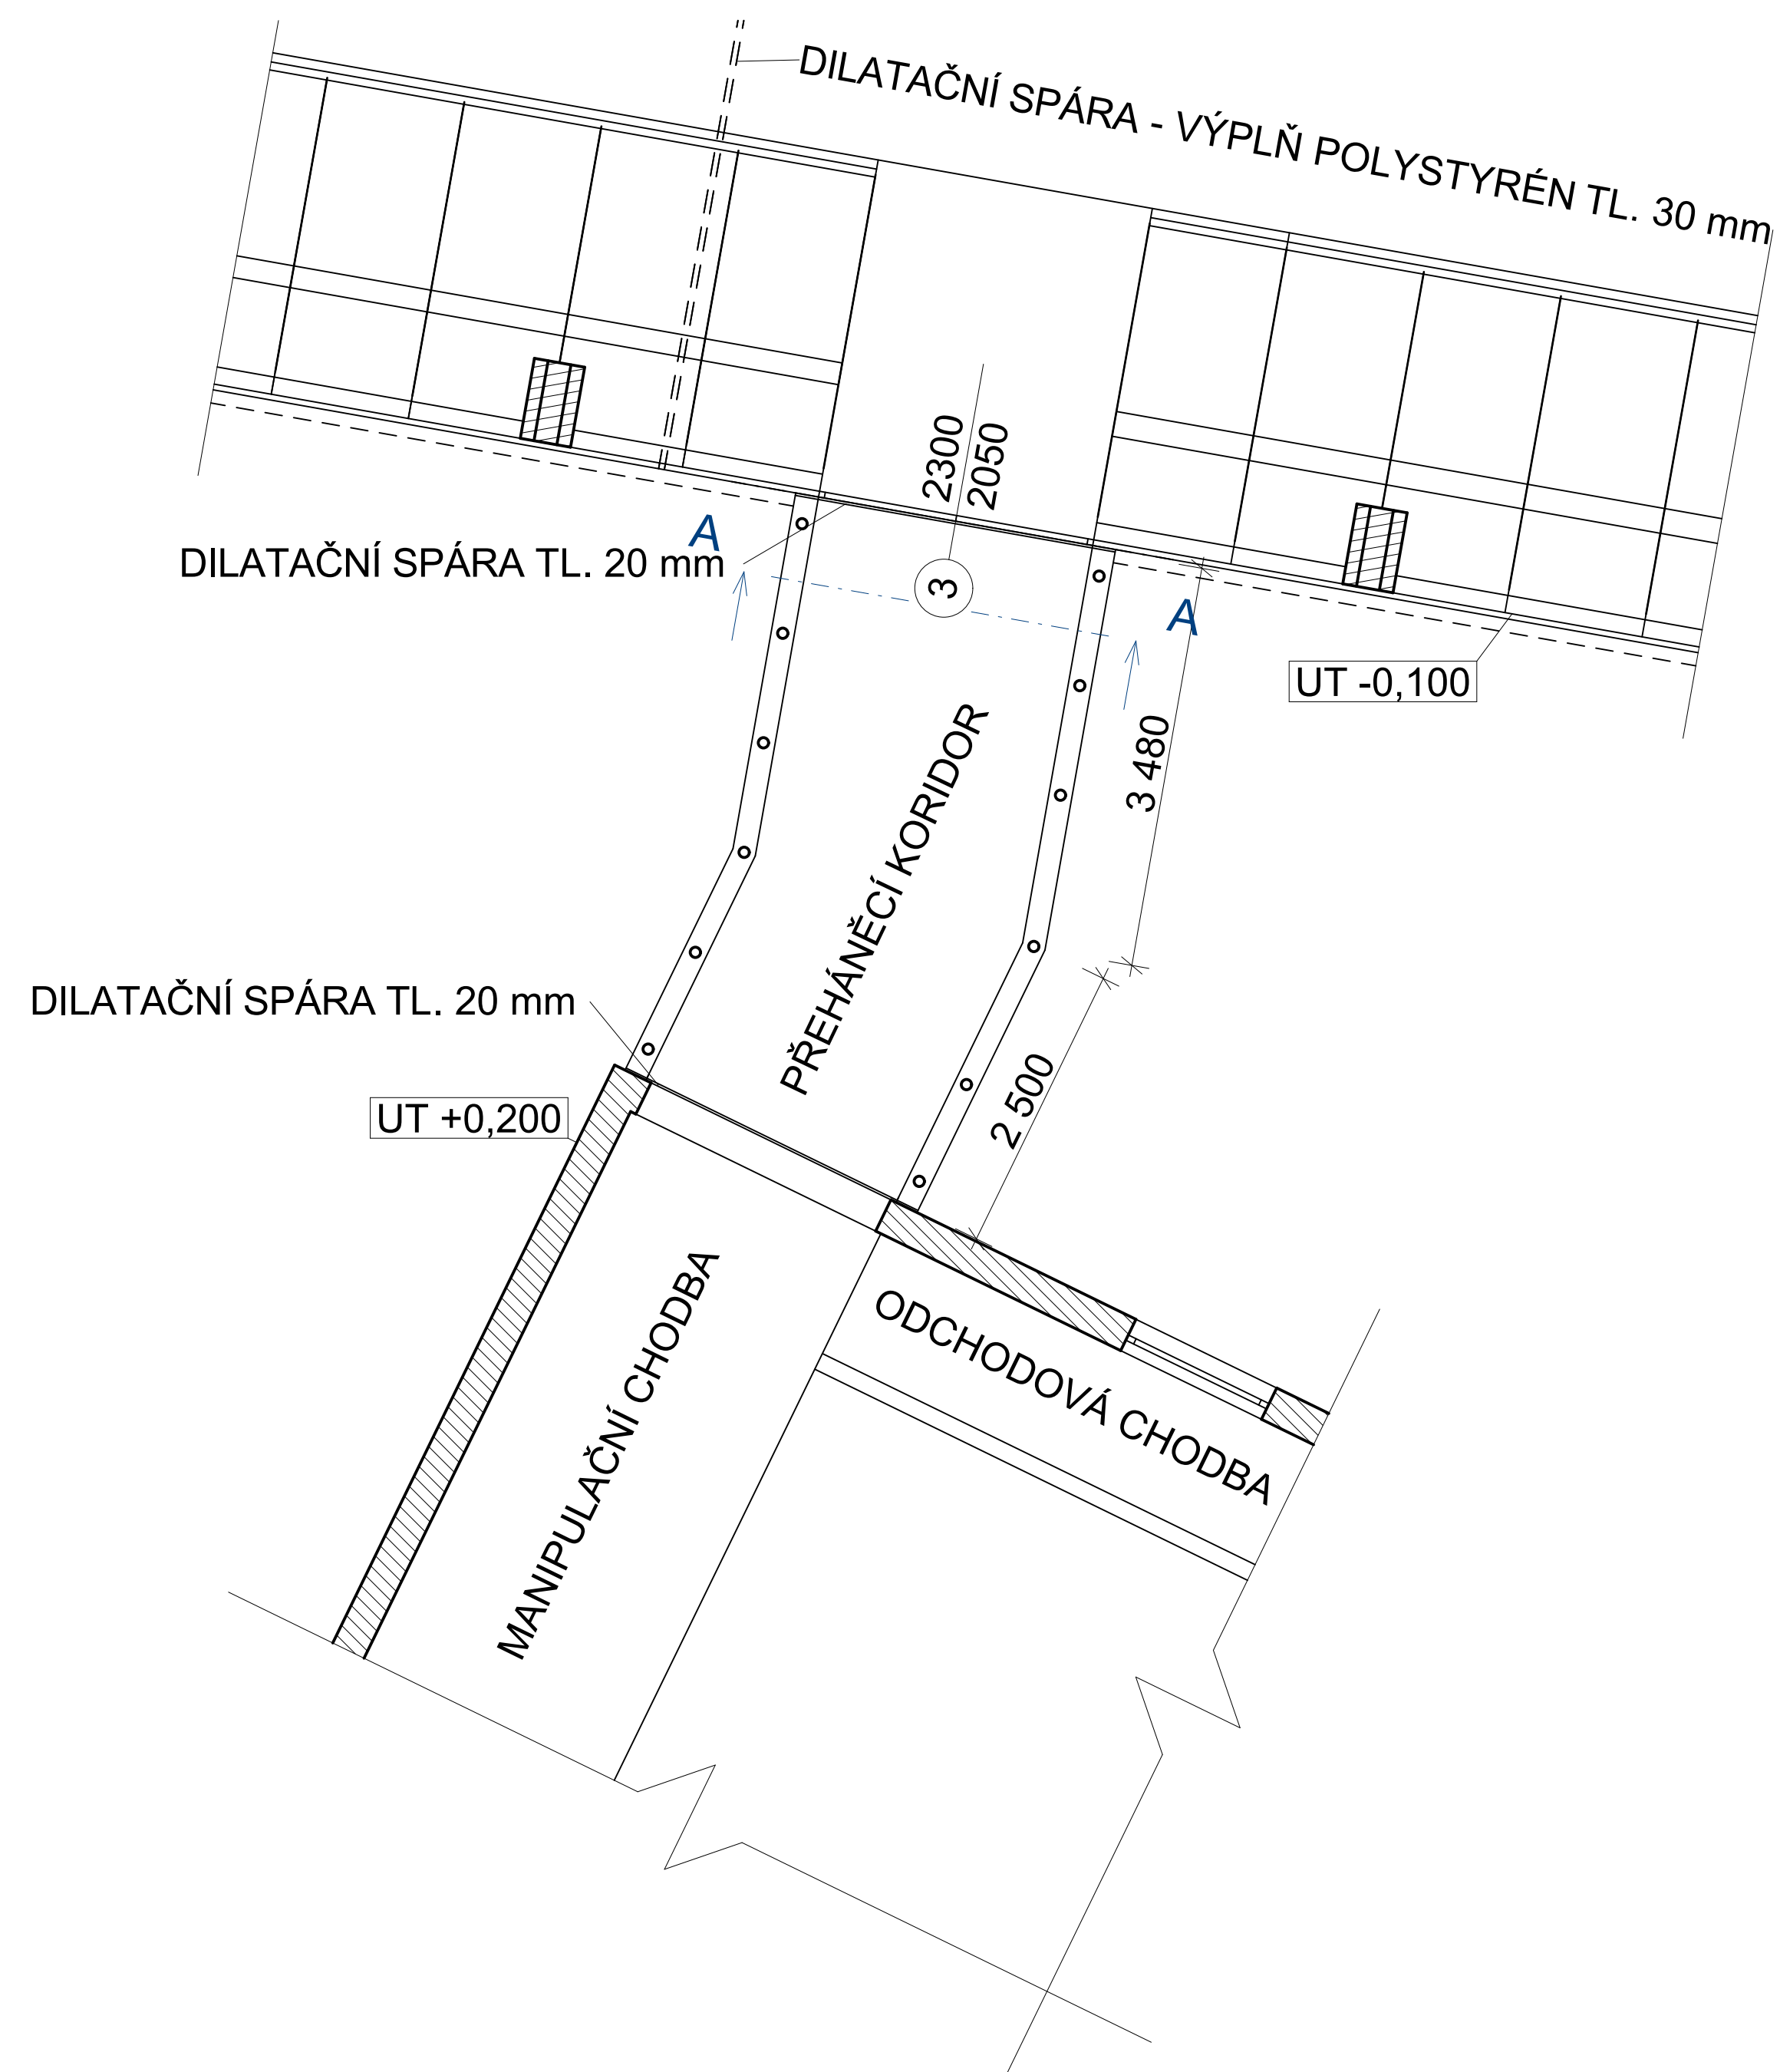 DILATAČNÍ SPÁRA - VÝPLŇ POLYSTYRÉN TL. 30 mm
2300
2050
A
DILATAČNÍ SPÁRA TL. 20 mm
3
A
UT -0,100
3 480
PŘEHÁNĚCÍ KORIDOR
DILATAČNÍ SPÁRA TL. 20 mm
2 500
UT +0,200
MANIPULAČNÍ CHODBA
ODCHODOVÁ CHODBA